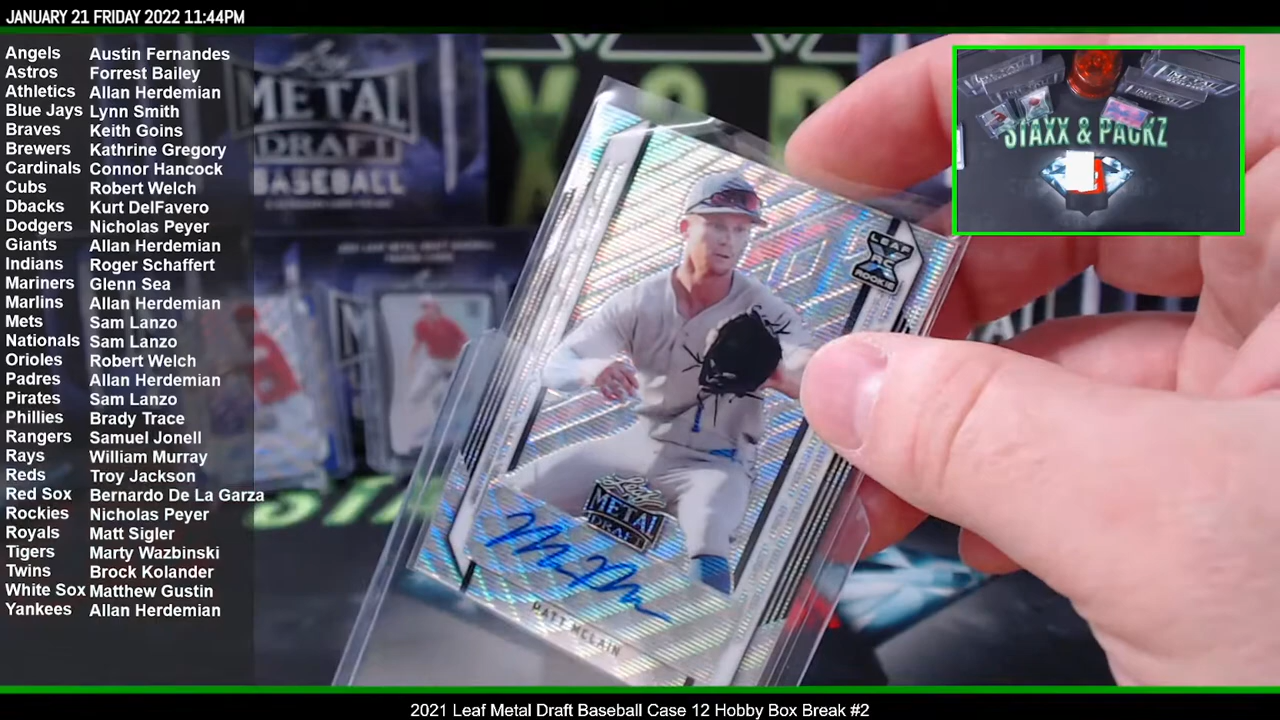 JANUARY 21 FRIDAY 2022 11:44PM
Angels Austin Fernandes
Astros Forrest Bailey
Athletics Allan Herdemian
Blue Jays Lynn Smith
Braves Keith Goins
Brewers Kathrine Gregory
Cardinals Connor Hancock
Cubs Robert Welch
Dbacks Kurt DelFavero
Dodgers Nicholas Peyer
Giants Allan Herdemian
Indians Roger Schaffert
Mariners Glenn Sea
Marlins Allan Herdemian
Mets Sam Lanzo
Nationals Sam Lanzo
Orioles Robert Welch
Padres Allan Herdemian
Pirates Sam Lanzo
Phillies Brady Trace
Rangers Samuel Jonell
Rays William Murray
Reds Troy Jackson
Red Sox Bernardo De La Garza
Rockies Nicholas Peyer
Royals Matt Sigler
Tigers Marty Wazbinski
Twins Brock Kolander
White Sox Matthew Gustin
Yankees Allan Herdemian
Leaf
METAL
DRAFT
BASEBALL
STAXX & PACKZ
LEAF
ROOKIE
Leaf
METAL
DRAFT
MCLAIN
2021 Leaf Metal Draft Baseball Case 12 Hobby Box Break #2